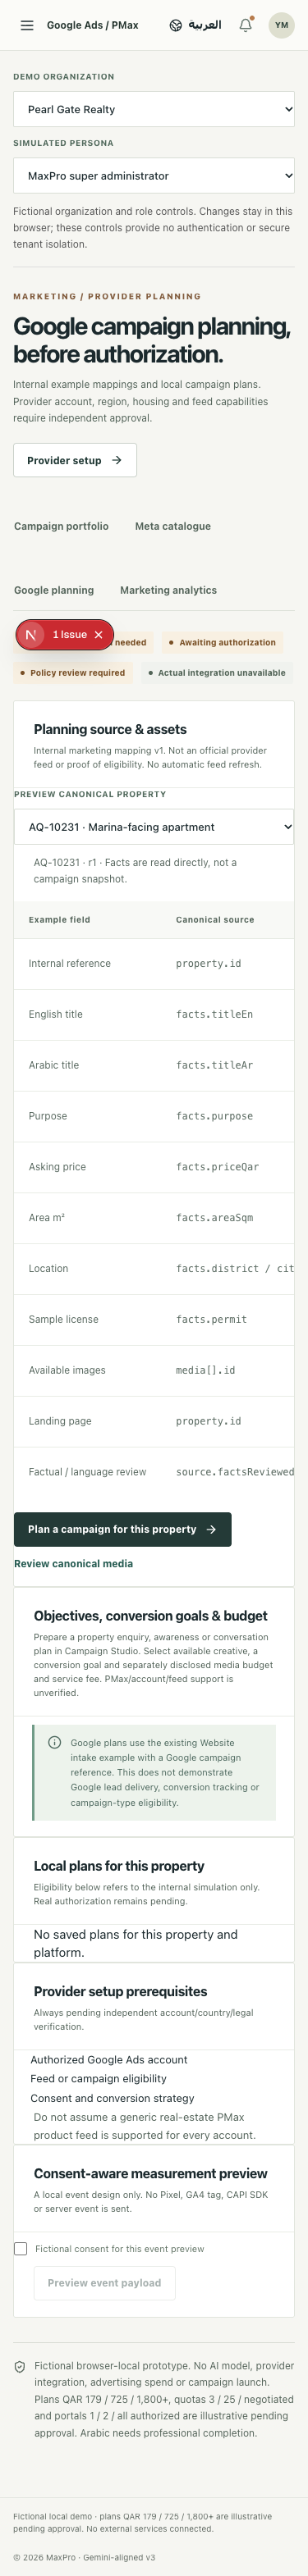 Google Ads / PMax
العربية
YM
DEMO ORGANIZATION
Pearl Gate Realty
SIMULATED PERSONA
MaxPro super administrator
Fictional organization and role controls. Changes stay in this
browser; these controls provide no authentication or secure
tenant isolation.
MARKETING / PROVIDER PLANNING
Google campaign planning,
before authorization.
Internal example mappings and local campaign plans.
Provider account, region, housing and feed capabilities
require independent approval.
Provider setup
Campaign portfolio
Meta catalogue
Google planning
Marketing analytics
N
1 Issue
needed
Awaiting authorization
Policy review required
Actual integration unavailable
Planning source & assets
Internal marketing mapping v1. Not an official provider
feed or proof of eligibility. No automatic feed refresh.
PREVIEW CANONICAL PROPERTY
AQ-10231 · Marina-facing apartment
AQ-10231 · r1 · Facts are read directly, not a
campaign snapshot.
Example field Canonical source
Internal reference property.id
English title facts.titleEn
Arabic title facts.titleAr
Purpose facts.purpose
Asking price facts.priceQar
Area m² facts.areaSqm
Location facts.district / cit
Sample license facts.permit
Available images media[].id
Landing page property.id
Factual / language review source.factsReviewed
Plan a campaign for this property
Review canonical media
Objectives, conversion goals & budget
Prepare a property enquiry, awareness or conversation
plan in Campaign Studio. Select available creative, a
conversion goal and separately disclosed media budget
and service fee. PMax/account/feed support is
unverified.
Google plans use the existing Website
intake example with a Google campaign
reference. This does not demonstrate
Google lead delivery, conversion tracking or
campaign-type eligibility.
Local plans for this property
Eligibility below refers to the internal simulation only.
Real authorization remains pending.
No saved plans for this property and
platform.
Provider setup prerequisites
Always pending independent account/country/legal
verification.
Authorized Google Ads account
Feed or campaign eligibility
Consent and conversion strategy
Do not assume a generic real-estate PMax
product feed is supported for every account.
Consent-aware measurement preview
A local event design only. No Pixel, GA4 tag, CAPI SDK
or server event is sent.
Fictional consent for this event preview
Preview event payload
Fictional browser-local prototype. No AI model, provider
integration, advertising spend or campaign launch.
Plans QAR 179 / 725 / 1,800+, quotas 3 / 25 / negotiated
and portals 1 / 2 / all authorized are illustrative pending
approval. Arabic needs professional completion.
Fictional local demo · plans QAR 179 / 725 / 1,800+ are illustrative
pending approval. No external services connected.
© 2026 MaxPro · Gemini-aligned v3